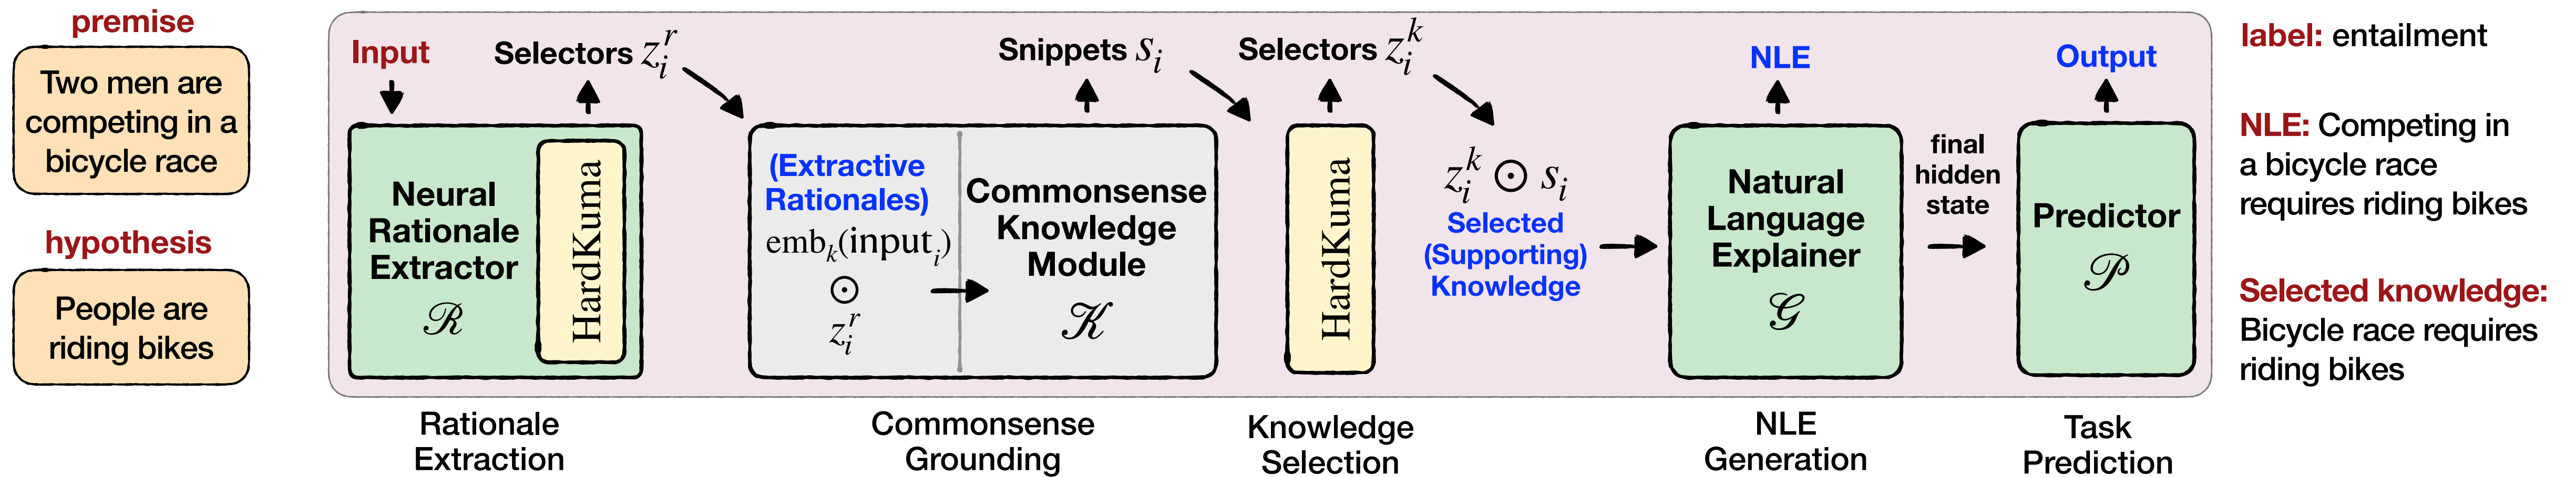 premise
Two men are
competing in a
bicycle race
hypothesis
People are
riding bikes
Input
Selectors z_i^r
Neural
Rationale
Extractor
ℛ
HardKuma
Rationale
Extraction
Snippets s_i
(Extractive
Rationales)
emb_k(input_i)
⊙
z_i^r
Commonsense
Knowledge
Module
𝒦
Commonsense
Grounding
Selectors z_i^k
HardKuma
Knowledge
Selection
z_i^k ⊙ s_i
Selected
(Supporting)
Knowledge
NLE
Natural
Language
Explainer
𝒢
NLE
Generation
final
hidden
state
Output
Predictor
𝒫
Task
Prediction
label: entailment
NLE: Competing in
a bicycle race
requires riding bikes
Selected knowledge:
Bicycle race requires
riding bikes